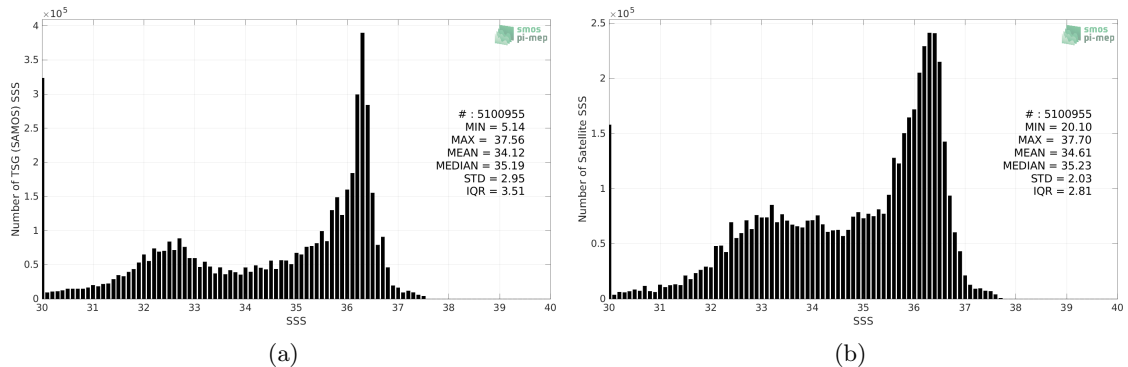 ×10^5
smos
pi-mep
Number of TSG (SAMOS) SSS
4
3.5
3
2.5
2
1.5
1
0.5
0
# : 5100955
MIN = 5.14
MAX = 37.56
MEAN = 34.12
MEDIAN = 35.19
STD = 2.95
IQR = 3.51
30 31 32 33 34 35 36 37 38 39 40
SSS
(a)
×10^5
smos
pi-mep
Number of Satellite SSS
2.5
2
1.5
1
0.5
0
# : 5100955
MIN = 20.10
MAX = 37.70
MEAN = 34.61
MEDIAN = 35.23
STD = 2.03
IQR = 2.81
30 31 32 33 34 35 36 37 38 39 40
SSS
(b)